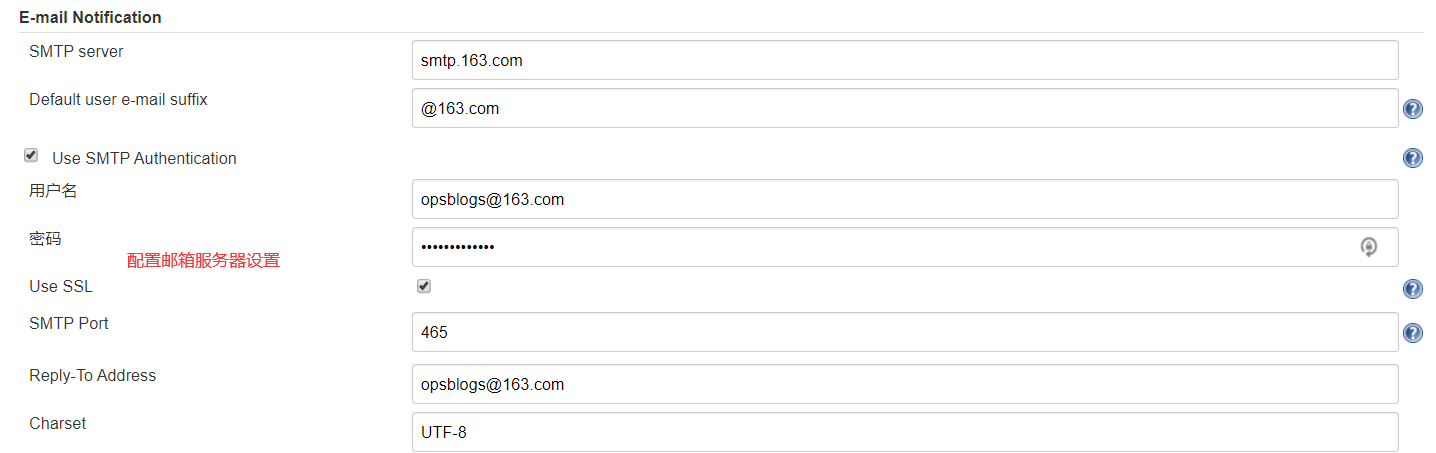 E-mail Notification
SMTP server
smtp.163.com
Default user e-mail suffix
@163.com
Use SMTP Authentication
用户名
opsblogs@163.com
密码
•••••••••••••
配置邮箱服务器设置
Use SSL
SMTP Port
465
Reply-To Address
opsblogs@163.com
Charset
UTF-8